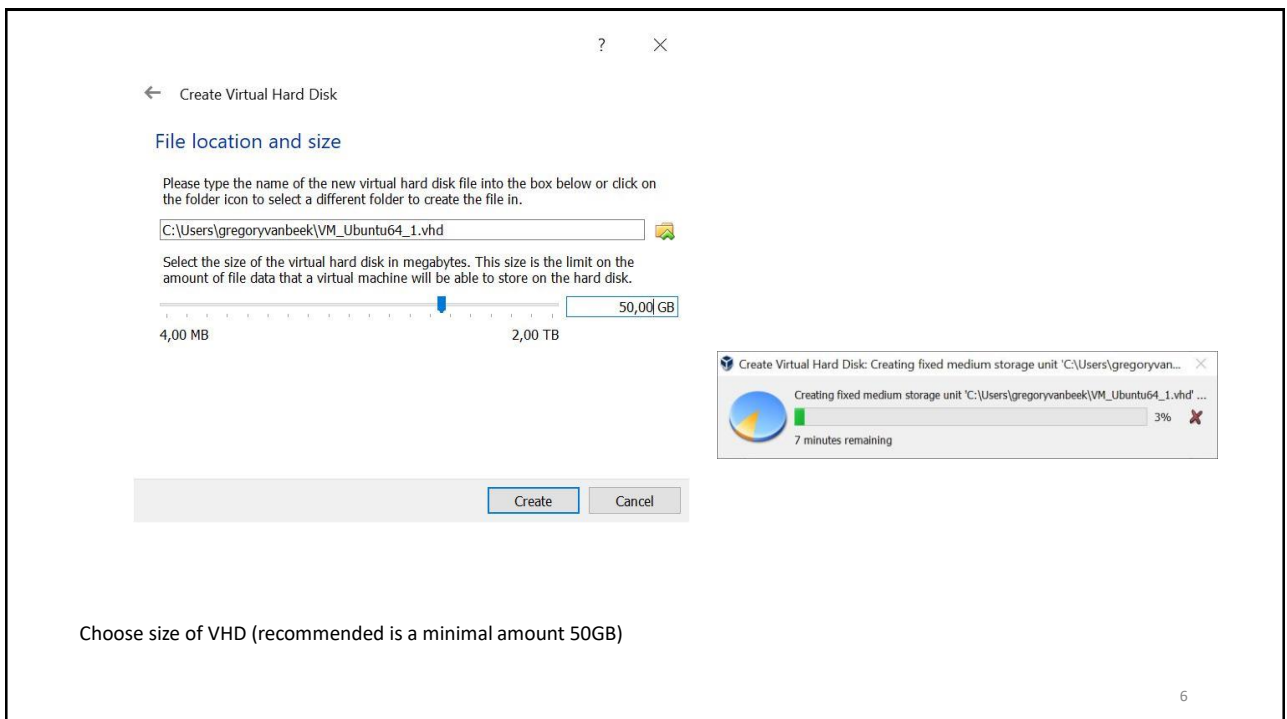 ?
Create Virtual Hard Disk
File location and size
Please type the name of the new virtual hard disk file into the box below or click on
the folder icon to select a different folder to create the file in.
C:\Users\gregoryvanbeek\VM_Ubuntu64_1.vhd
Select the size of the virtual hard disk in megabytes. This size is the limit on the
amount of file data that a virtual machine will be able to store on the hard disk.
50,00 GB
4,00 MB 2,00 TB
Create Virtual Hard Disk: Creating fixed medium storage unit 'C:\Users\gregoryvan...
Creating fixed medium storage unit 'C:\Users\gregoryvanbeek\VM_Ubuntu64_1.vhd' ...
3%
7 minutes remaining
Create Cancel
Choose size of VHD (recommended is a minimal amount 50GB)
6